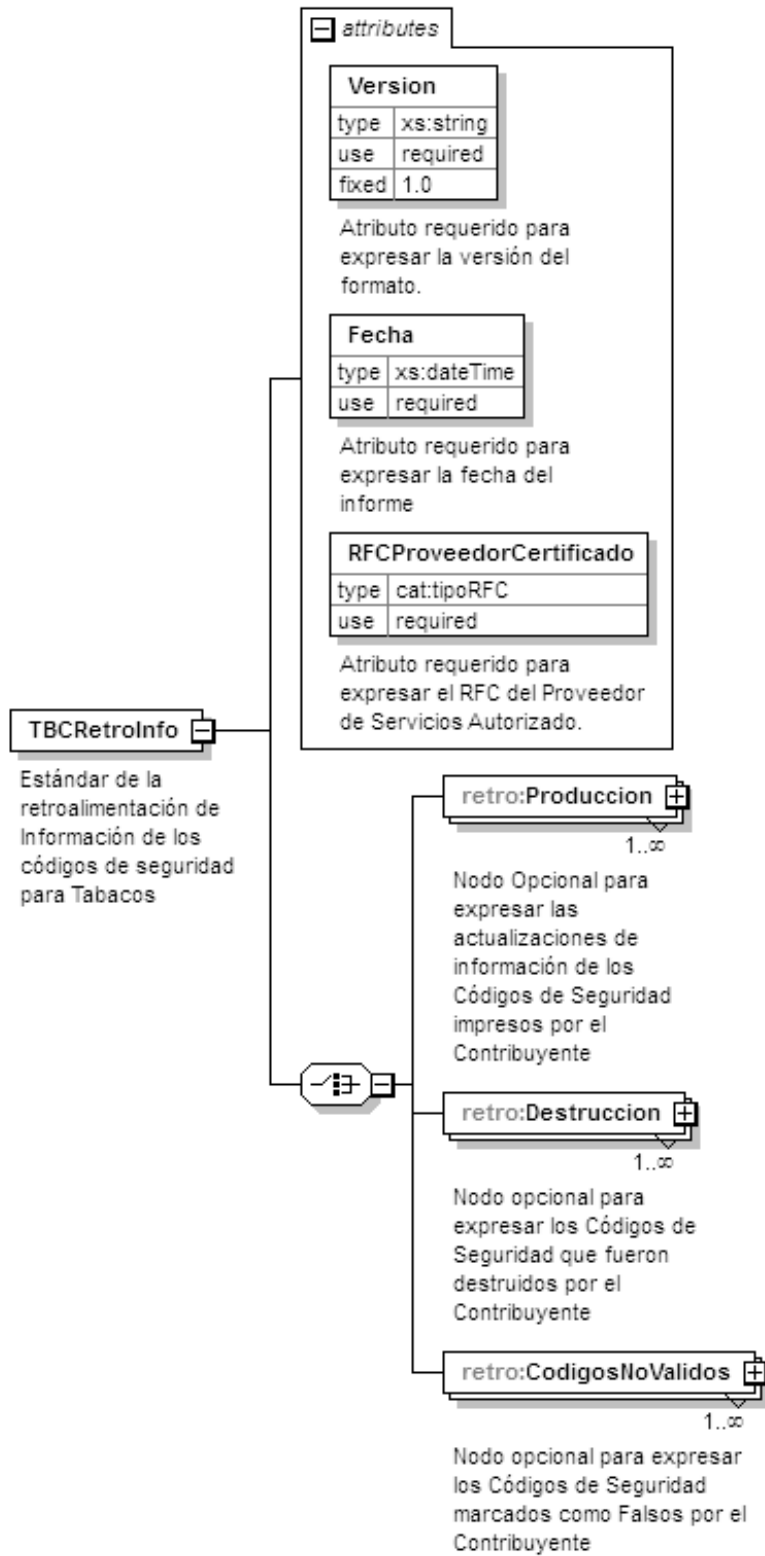 attributes
Version
type xs:string
use required
fixed 1.0
Atributo requerido para
expresar la versión del
formato.
Fecha
type xs:dateTime
use required
Atributo requerido para
expresar la fecha del
informe
RFCProveedorCertificado
type cat:tipoRFC
use required
Atributo requerido para
expresar el RFC del Proveedor
de Servicios Autorizado.
TBCRetroInfo
Estándar de la
retroalimentación de
Información de los
códigos de seguridad
para Tabacos
retro:Produccion
1..∞
Nodo Opcional para
expresar las
actualizaciones de
información de los
Códigos de Seguridad
impresos por el
Contribuyente
retro:Destruccion
1..∞
Nodo opcional para
expresar los Códigos de
Seguridad que fueron
destruidos por el
Contribuyente
retro:CodigosNoValidos
1..∞
Nodo opcional para expresar
los Códigos de Seguridad
marcados como Falsos por el
Contribuyente